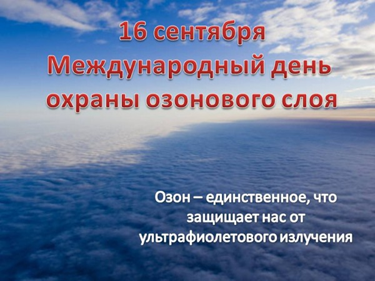 16 сентября
Международный день
охраны озонового слоя
Озон – единственное, что
защищает нас от
ультрафиолетового излучения